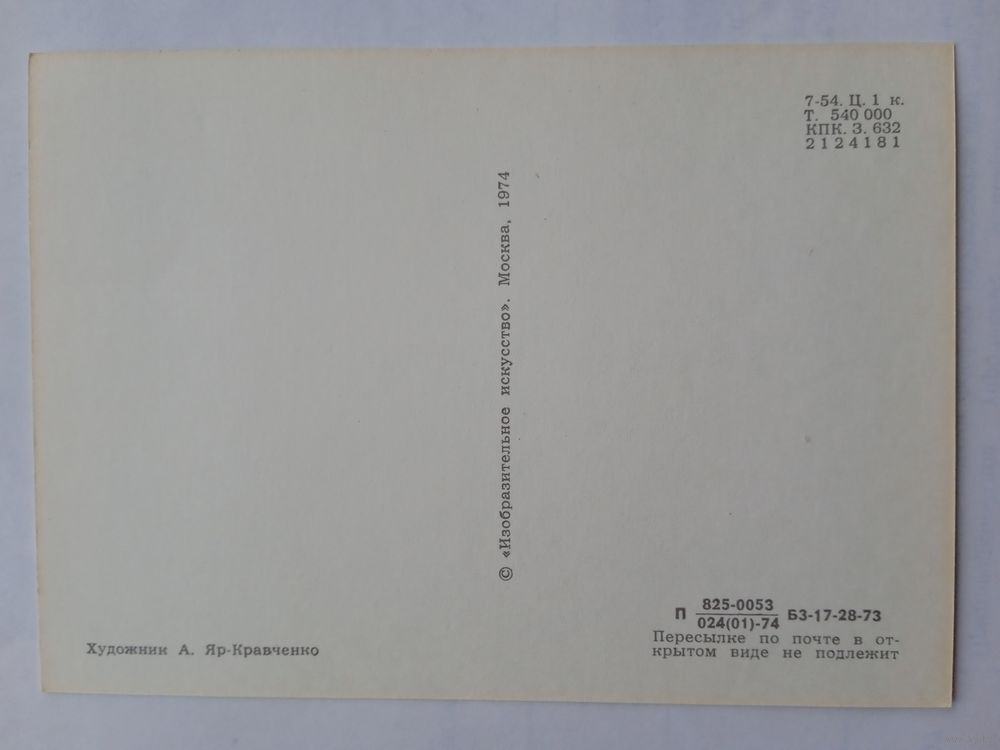 7-54. Ц. 1 к.
Т. 540 000
КПК. З. 632
2124181
© «Изобразительное искусство». Москва, 1974
Художник А. Яр-Кравченко
П 825-0053 БЗ-17-28-73
024(01)-74
Пересылке по почте в от-
крытом виде не подлежит